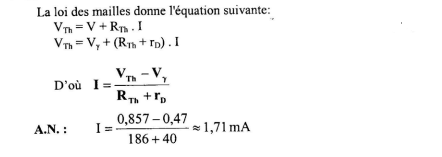 La loi des mailles donne l'équation suivante:
V_Th = V + R_Th . I
V_Th = V_γ + (R_Th + r_D) . I
D'où I = (V_Th – V_γ) / (R_Th + r_D)
A.N. : I = (0,857 – 0,47) / (186 + 40) ≈ 1,71 mA